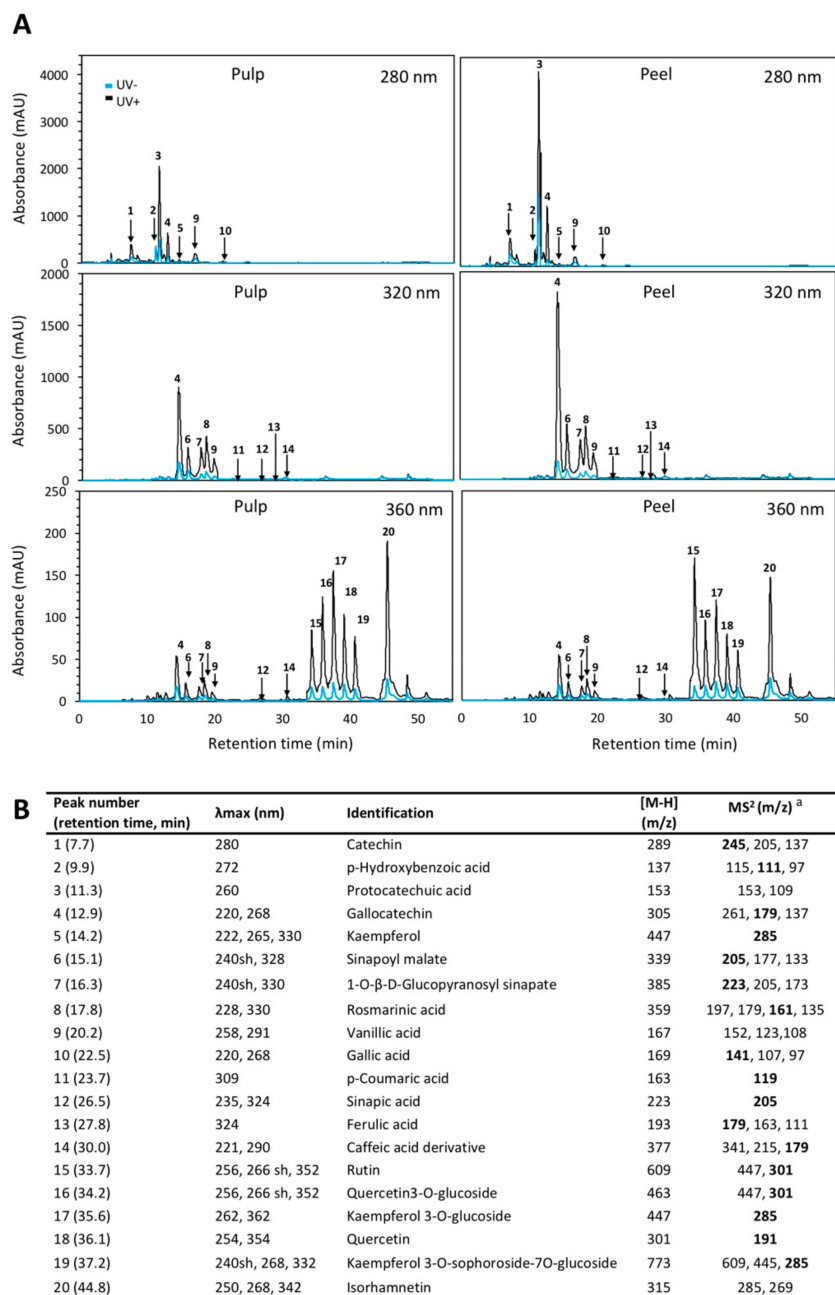 A
Pulp 280 nm
UV-
UV+
Absorbance (mAU)
4000
3000
2000
1000
0
1 2 3 4 5 9 10
Peel 280 nm
1 2 3 4 5 9 10
Pulp 320 nm
Absorbance (mAU)
2000
1500
1000
500
0
4 6 7 8 9 11 12 13 14
Peel 320 nm
4 6 7 8 9 11 12 13 14
Pulp 360 nm
Absorbance (mAU)
250
200
150
100
50
0
4 6 7 8 9 12 14 15 16 17 18 19 20
0 10 20 30 40 50
Retention time (min)
Peel 360 nm
4 6 7 8 9 12 14 15 16 17 18 19 20
0 10 20 30 40 50
Retention time (min)
B
Peak number (retention time, min) λmax (nm) Identification [M-H] (m/z) MS² (m/z) ᵃ
1 (7.7) 280 Catechin 289 245, 205, 137
2 (9.9) 272 p-Hydroxybenzoic acid 137 115, 111, 97
3 (11.3) 260 Protocatechuic acid 153 153, 109
4 (12.9) 220, 268 Gallocatechin 305 261, 179, 137
5 (14.2) 222, 265, 330 Kaempferol 447 285
6 (15.1) 240sh, 328 Sinapoyl malate 339 205, 177, 133
7 (16.3) 240sh, 330 1-O-β-D-Glucopyranosyl sinapate 385 223, 205, 173
8 (17.8) 228, 330 Rosmarinic acid 359 197, 179, 161, 135
9 (20.2) 258, 291 Vanillic acid 167 152, 123,108
10 (22.5) 220, 268 Gallic acid 169 141, 107, 97
11 (23.7) 309 p-Coumaric acid 163 119
12 (26.5) 235, 324 Sinapic acid 223 205
13 (27.8) 324 Ferulic acid 193 179, 163, 111
14 (30.0) 221, 290 Caffeic acid derivative 377 341, 215, 179
15 (33.7) 256, 266 sh, 352 Rutin 609 447, 301
16 (34.2) 256, 266 sh, 352 Quercetin3-O-glucoside 463 447, 301
17 (35.6) 262, 362 Kaempferol 3-O-glucoside 447 285
18 (36.1) 254, 354 Quercetin 301 191
19 (37.2) 240sh, 268, 332 Kaempferol 3-O-sophoroside-7O-glucoside 773 609, 445, 285
20 (44.8) 250, 268, 342 Isorhamnetin 315 285, 269